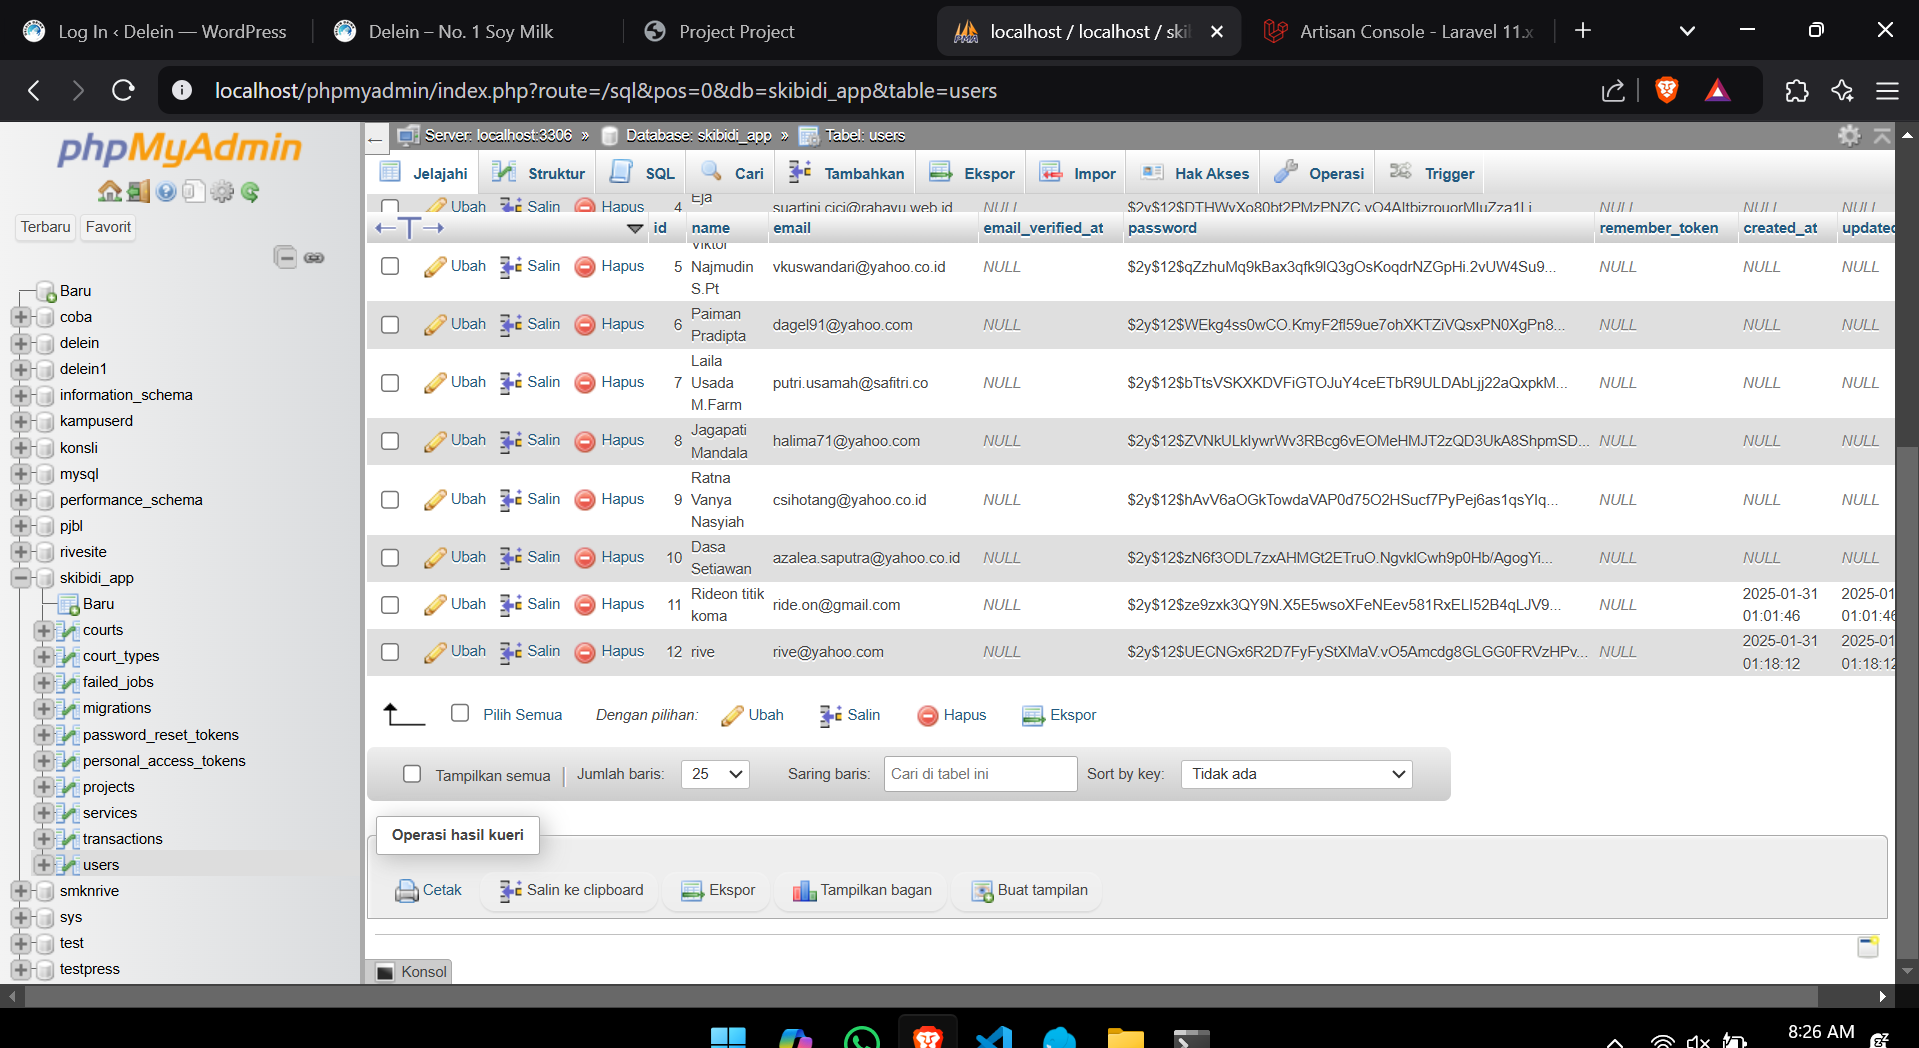 Log In ‹ Delein — WordPress
Delein – No. 1 Soy Milk
Project Project
localhost / localhost / ski
Artisan Console - Laravel 11.x
localhost/phpmyadmin/index.php?route=/sql&pos=0&db=skibidi_app&table=users
phpMyAdmin
Terbaru Favorit
Baru
coba
delein
delein1
information_schema
kampuserd
konsli
mysql
performance_schema
pjbl
rivesite
skibidi_app
Baru
courts
court_types
failed_jobs
migrations
password_reset_tokens
personal_access_tokens
projects
services
transactions
users
smknrive
sys
test
testpress
Server: localhost:3306 » Database: skibidi_app » Tabel: users
Jelajahi Struktur SQL Cari Tambahkan Ekspor Impor Hak Akses Operasi Trigger
Ubah Salin Hapus 4 Eja suartini.cici@rahayu.web.id NULL $2y$12$DTHWvXo80bt2PMzPNZC.vO4AItbizrouorMIuZza1Li NULL NULL NULL
id name email email_verified_at password remember_token created_at updated
Ubah Salin Hapus 5 Viktor Najmudin S.Pt vkuswandari@yahoo.co.id NULL $2y$12$qZzhuMq9kBax3qfk9lQ3gOsKoqdrNZGpHi.2vUW4Su9... NULL NULL NULL
Ubah Salin Hapus 6 Paiman Pradipta dagel91@yahoo.com NULL $2y$12$WEkg4ss0wCO.KmyF2fl59ue7ohXKTZiVQsxPN0XgPn8... NULL NULL NULL
Ubah Salin Hapus 7 Laila Usada M.Farm putri.usamah@safitri.co NULL $2y$12$bTtsVSKXKDVFiGTOJuY4ceETbR9ULDAbLjj22aQxpkM... NULL NULL NULL
Ubah Salin Hapus 8 Jagapati Mandala halima71@yahoo.com NULL $2y$12$ZVNkULkIywrWv3RBcg6vEOMeHMJT2zQD3UkA8ShpmSD... NULL NULL NULL
Ubah Salin Hapus 9 Ratna Vanya Nasyiah csihotang@yahoo.co.id NULL $2y$12$hAvV6aOGkTowdaVAP0d75O2HSucf7PyPej6as1qsYlq... NULL NULL NULL
Ubah Salin Hapus 10 Dasa Setiawan azalea.saputra@yahoo.co.id NULL $2y$12$zN6f3ODL7zxAHMGt2ETruO.NgvklCwh9p0Hb/AgogYi... NULL NULL NULL
Ubah Salin Hapus 11 Rideon titik koma ride.on@gmail.com NULL $2y$12$ze9zxk3QY9N.X5E5wsoXFeNEev581RxELI52B4qLJV9... NULL 2025-01-31 01:01:46 2025-01 01:01:46
Ubah Salin Hapus 12 rive rive@yahoo.com NULL $2y$12$UECNGx6R2D7FyFyStXMaV.vO5Amcdg8GLGG0FRVzHPv... NULL 2025-01-31 01:18:12 2025-01 01:18:12
Pilih Semua Dengan pilihan: Ubah Salin Hapus Ekspor
Tampilkan semua Jumlah baris: 25 Saring baris: Cari di tabel ini Sort by key: Tidak ada
Operasi hasil kueri
Cetak Salin ke clipboard Ekspor Tampilkan bagan Buat tampilan
Konsol
8:26 AM